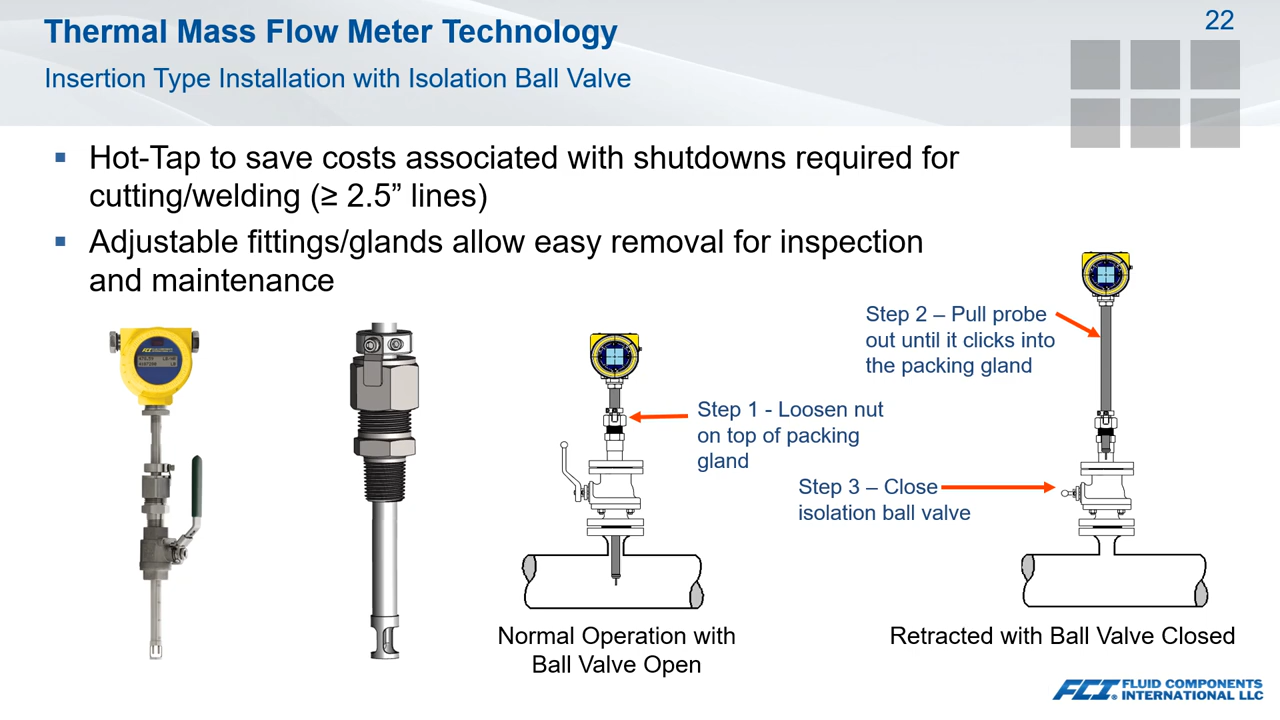 Thermal Mass Flow Meter Technology
22
Insertion Type Installation with Isolation Ball Valve
▪ Hot-Tap to save costs associated with shutdowns required for
cutting/welding (≥ 2.5” lines)
▪ Adjustable fittings/glands allow easy removal for inspection
and maintenance
Step 1 - Loosen nut
on top of packing
gland
Step 2 – Pull probe
out until it clicks into
the packing gland
Step 3 – Close
isolation ball valve
Normal Operation with
Ball Valve Open
Retracted with Ball Valve Closed
FCI® FLUID COMPONENTS
INTERNATIONAL LLC